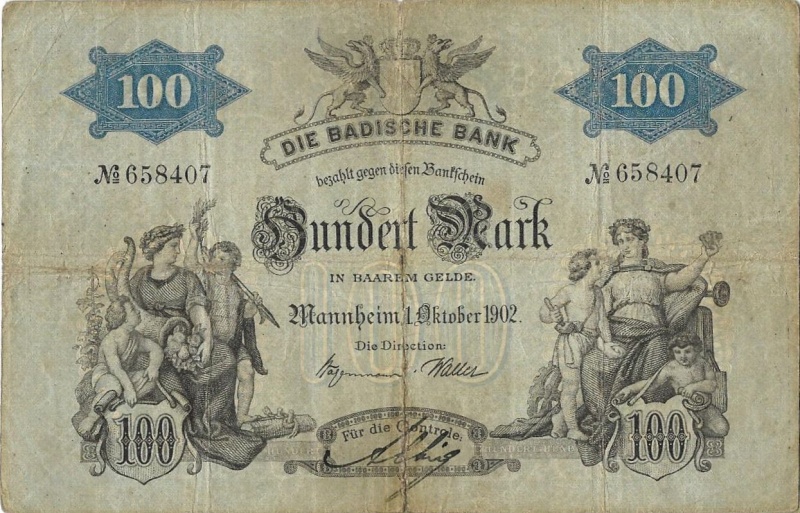 100 100
DIE BADISCHE BANK
№ 658407 № 658407
bezahlt gegen diesen Bankschein
Hundert Mark
IN BAAREM GELDE.
Mannheim, 1. Oktober 1902.
Die Direction:
Für die Controle:
100 100